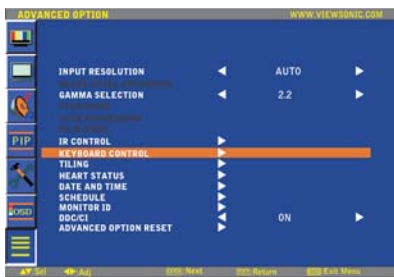 ADVANCED OPTION WWW.VIEWSONIC.COM
INPUT RESOLUTION AUTO
GAMMA SELECTION 2.2
PIP
IR CONTROL
KEYBOARD CONTROL
TILING
HEART STATUS
DATE AND TIME
SCHEDULE
MONITOR ID
OSD
DDC/CI ON
ADVANCED OPTION RESET
Sel Adj Next Return Exit Menu